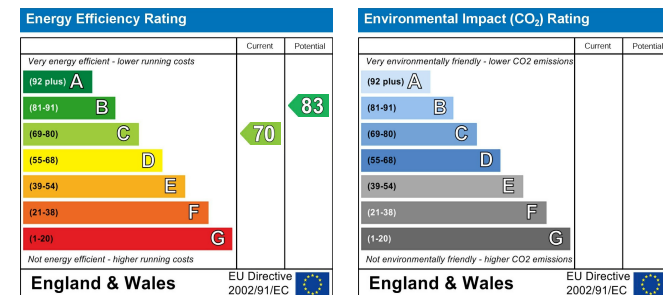 Energy Efficiency Rating
Current Potential
Very energy efficient - lower running costs
(92 plus) A
(81-91) B
83
(69-80) C
70
(55-68) D
(39-54) E
(21-38) F
(1-20) G
Not energy efficient - higher running costs
England & Wales
EU Directive
2002/91/EC
Environmental Impact (CO₂) Rating
Current Potential
Very environmentally friendly - lower CO2 emissions
(92 plus) A
(81-91) B
(69-80) C
(55-68) D
(39-54) E
(21-38) F
(1-20) G
Not environmentally friendly - higher CO2 emissions
England & Wales
EU Directive
2002/91/EC